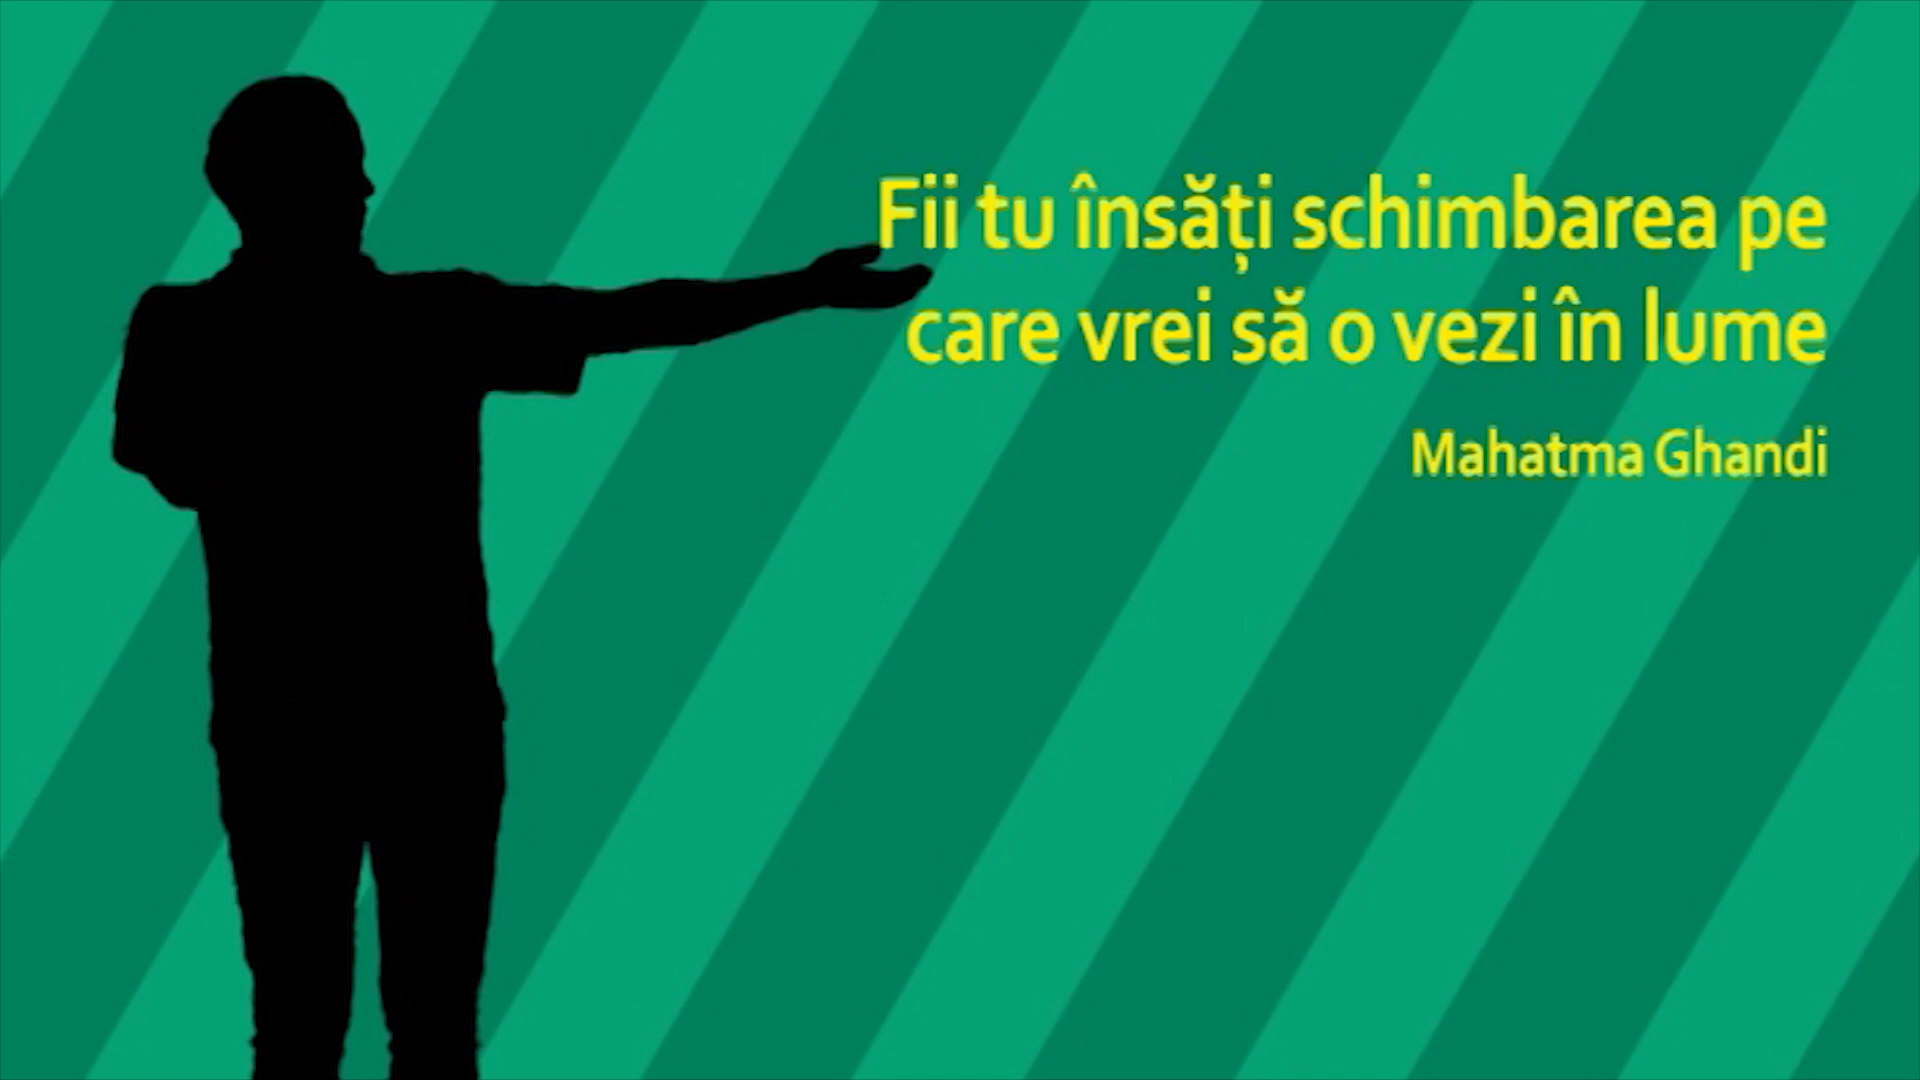 Fii tu însăți schimbarea pe
care vrei să o vezi în lume
Mahatma Ghandi